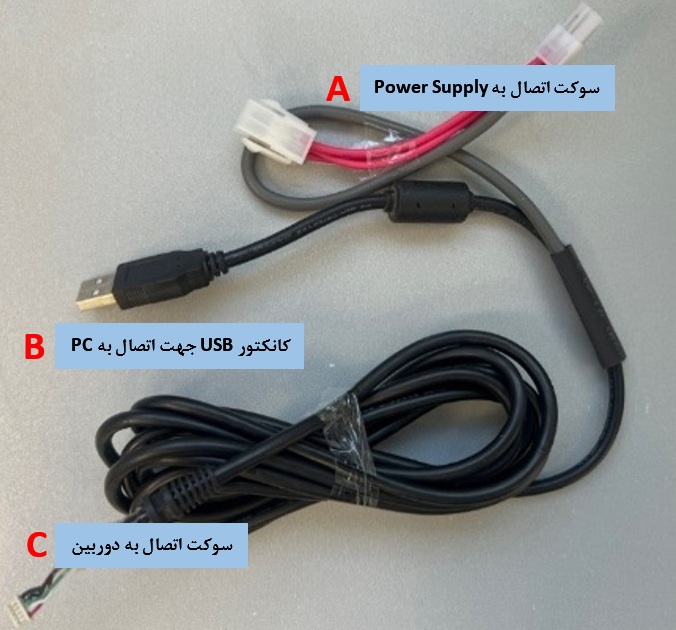 A
سوکت اتصال به Power Supply
B
کانکتور USB جهت اتصال به PC
C
سوکت اتصال به دوربین